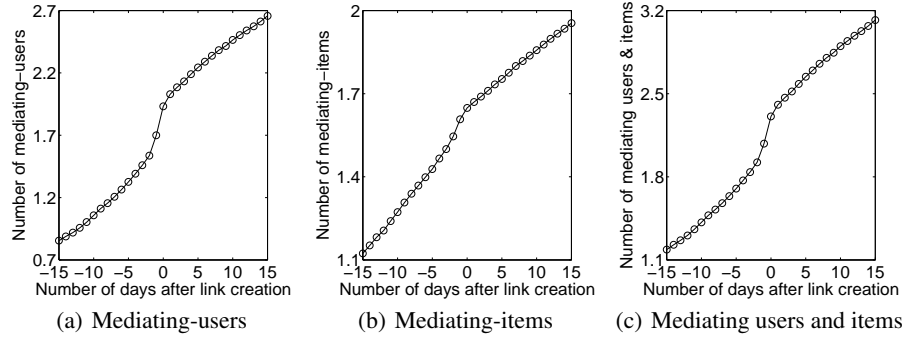 Number of mediating-users
2.7
2.2
1.7
1.2
0.7
−15 −10 −5 0 5 10 15
Number of days after link creation
(a) Mediating-users
Number of mediating-items
2
1.7
1.4
1.1
−15 −10 −5 0 5 10 15
Number of days after link creation
(b) Mediating-items
Number of mediating users & items
3.2
2.5
1.8
1.1
−15 −10 −5 0 5 10 15
Number of days after link creation
(c) Mediating users and items